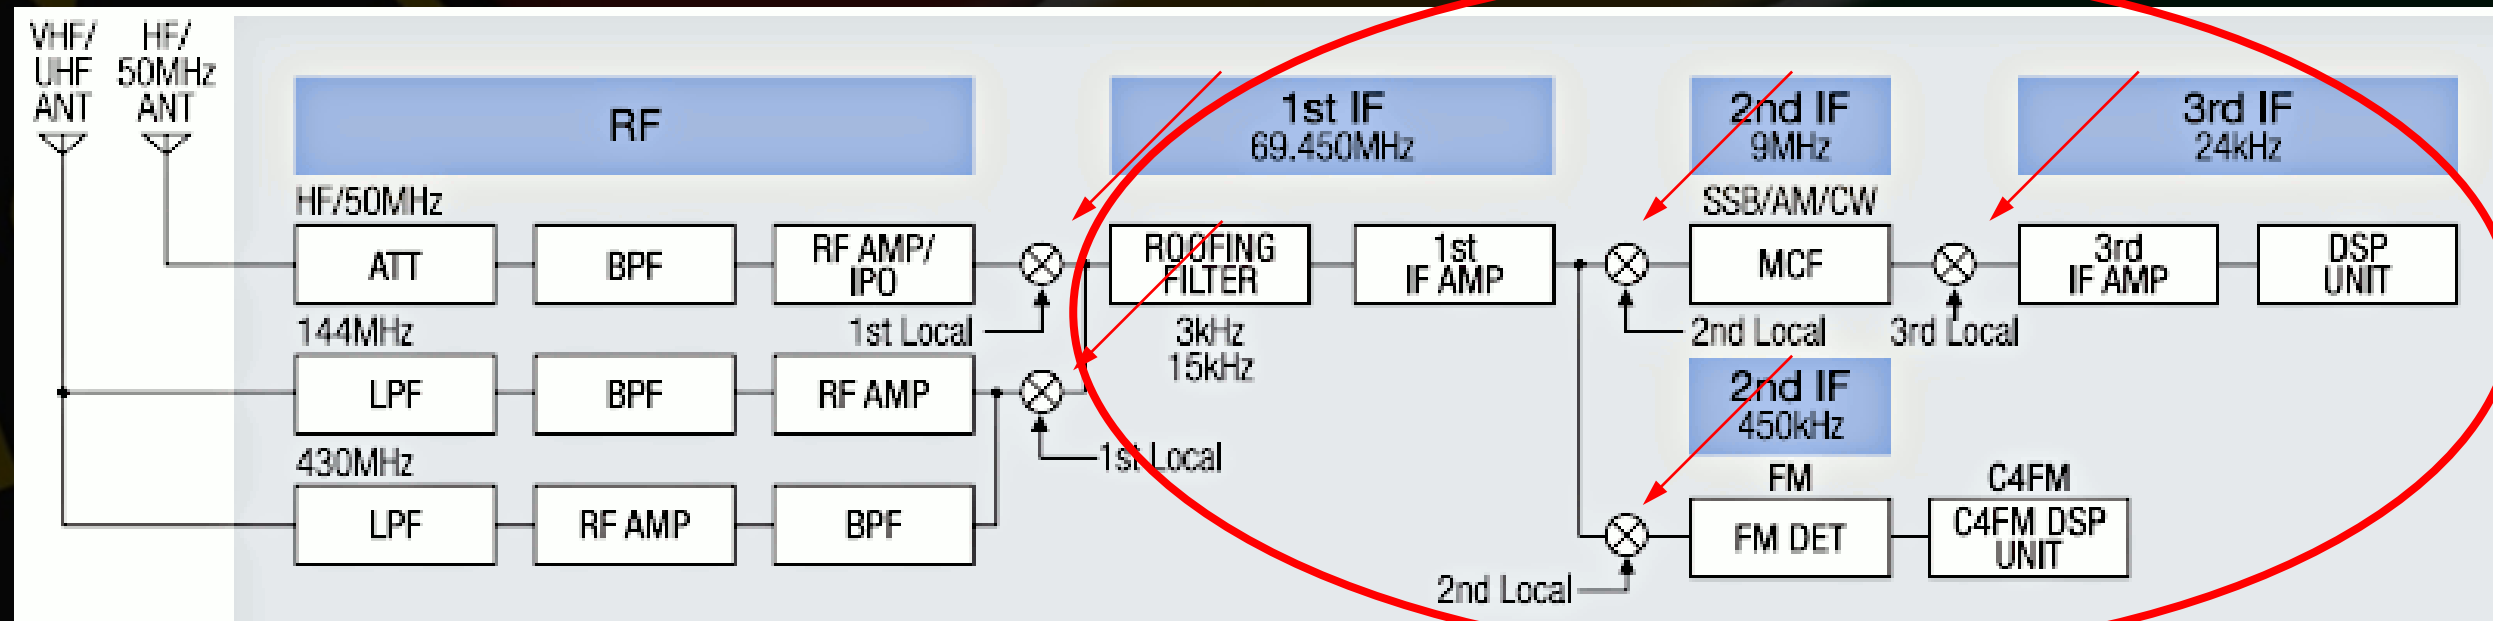 VHF/
UHF
ANT
HF/
50MHz
ANT
RF
1st IF
69.450MHz
2nd IF
9MHz
3rd IF
24kHz
HF/50MHz
SSB/AM/CW
ATT
BPF
RF AMP/
IPO
ROOFING
FILTER
1st
IF AMP
MCF
3rd
IF AMP
DSP
UNIT
144MHz
1st Local
3kHz
15kHz
2nd Local
3rd Local
LPF
BPF
RF AMP
2nd IF
450kHz
430MHz
1st Local
FM
C4FM
LPF
RF AMP
BPF
FM DET
C4FM DSP
UNIT
2nd Local